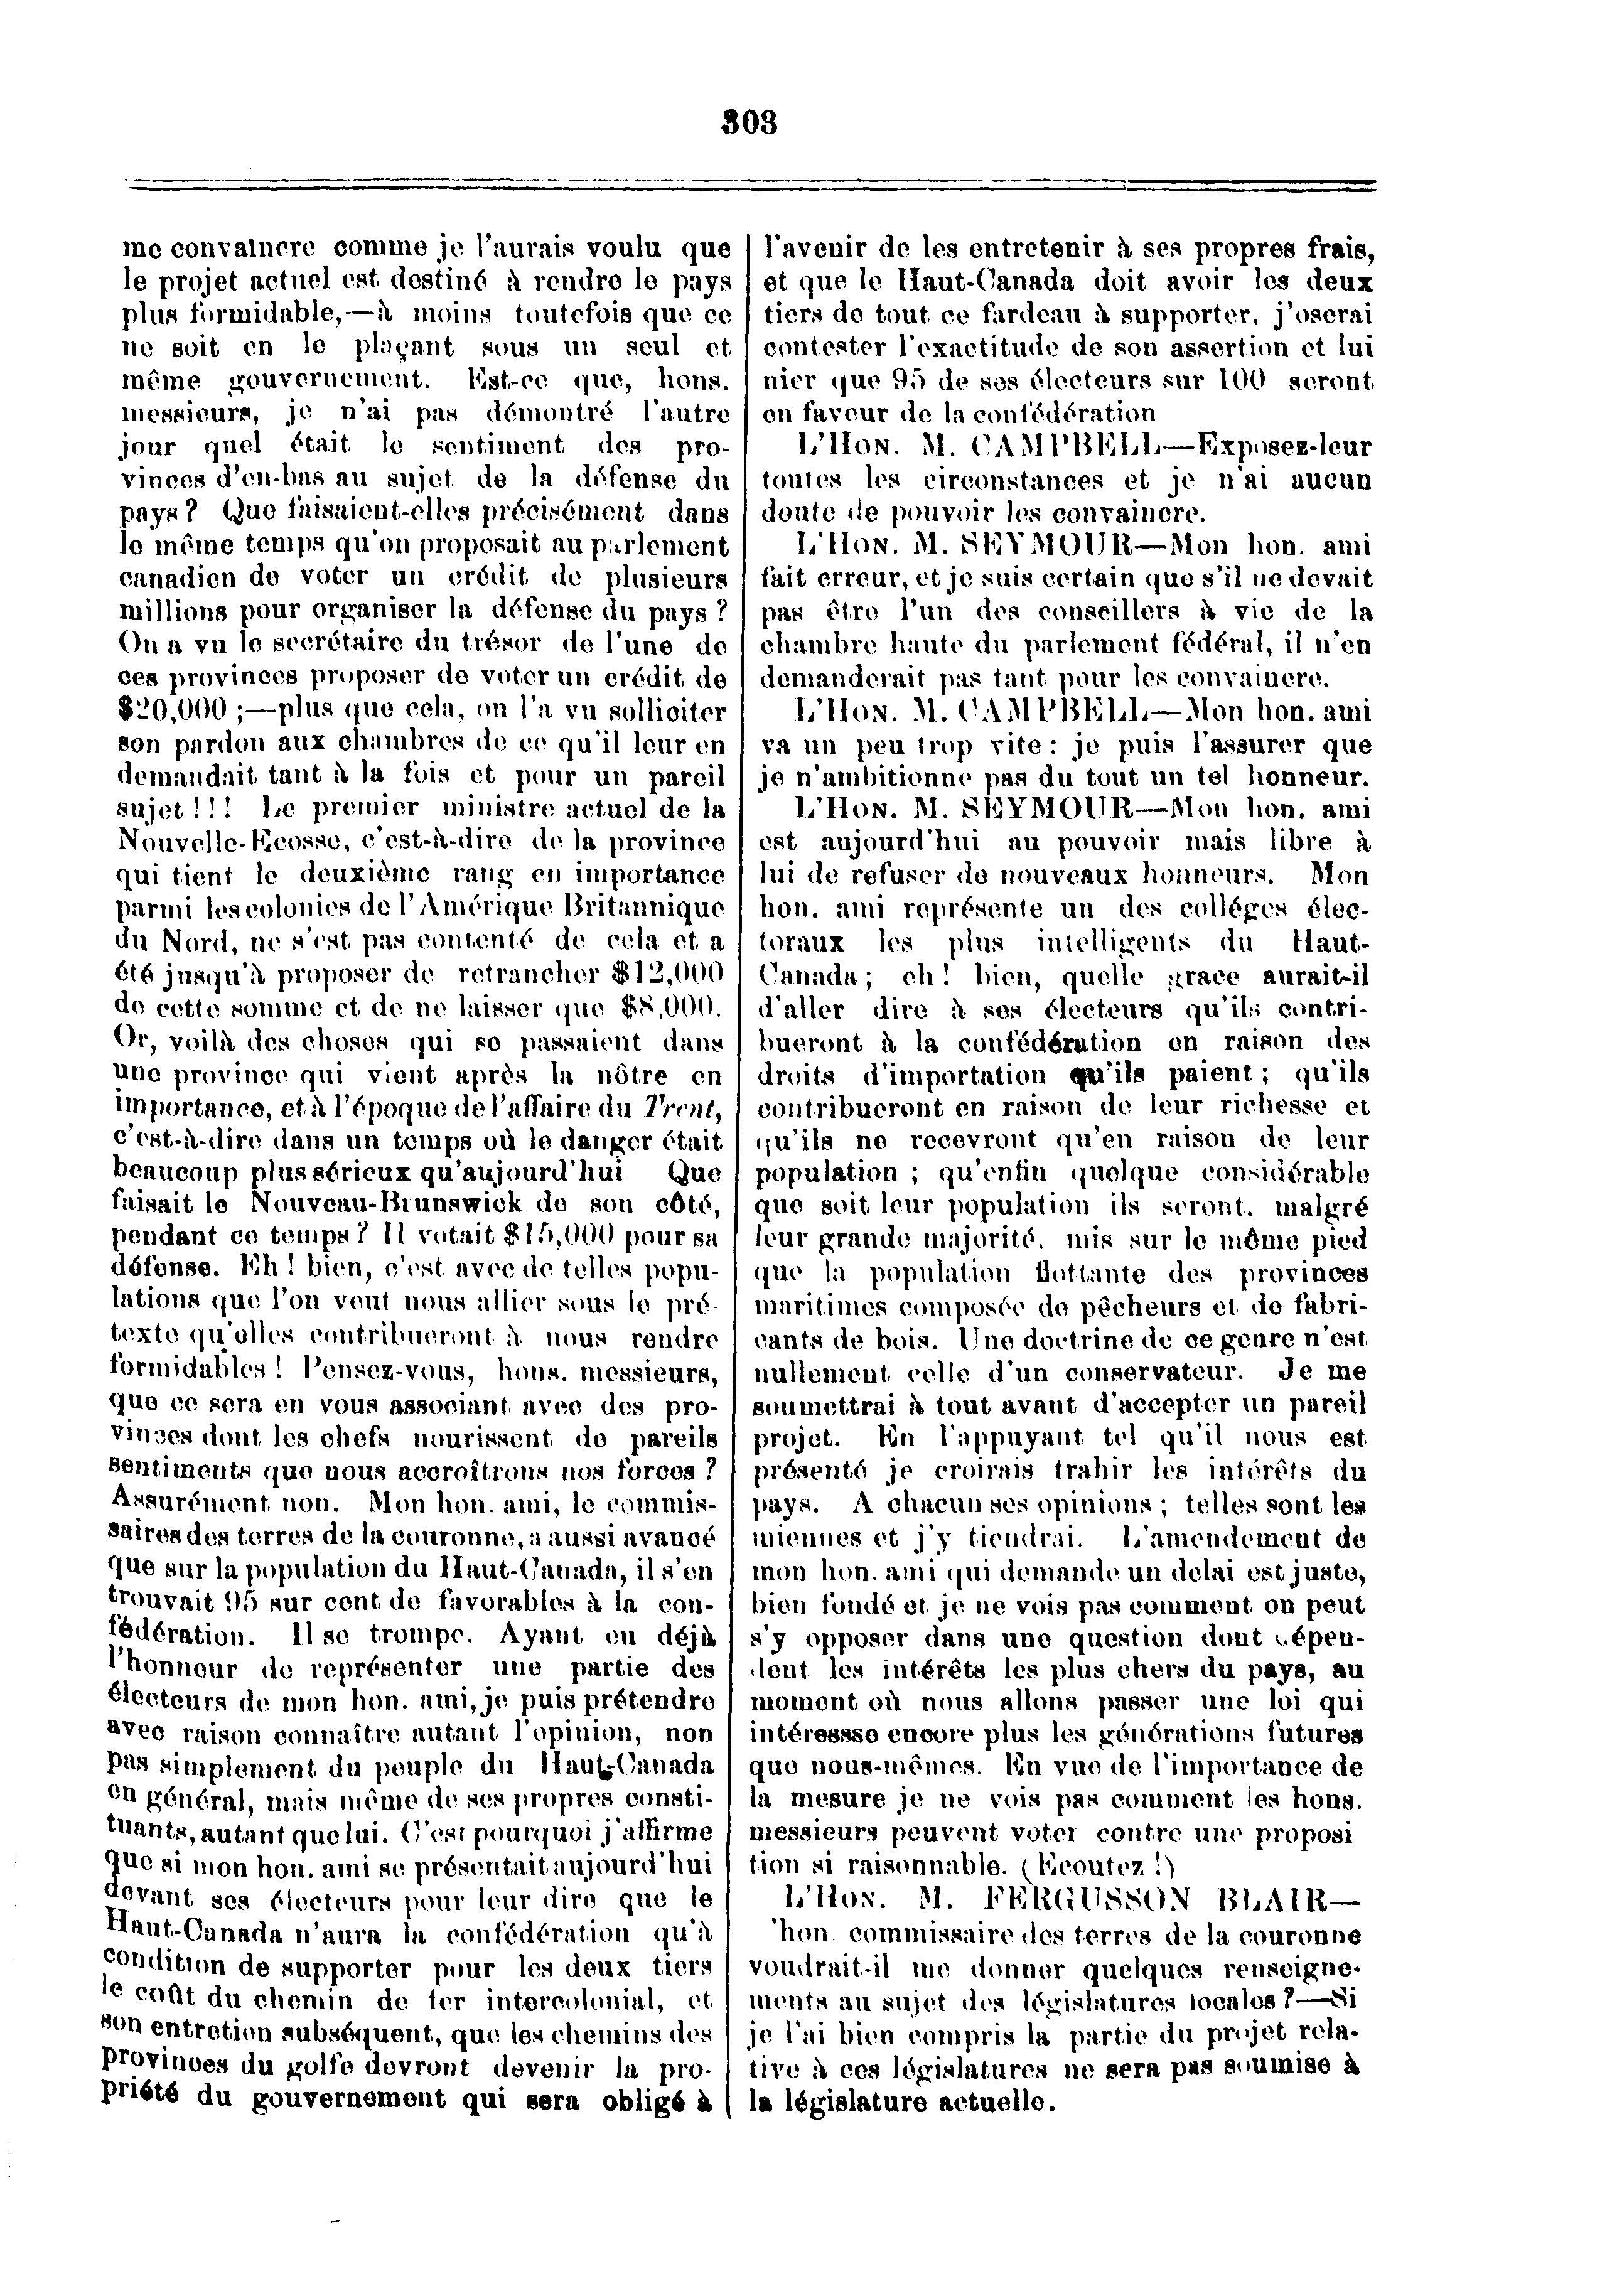 303
me convaincre comme je l'aurais voulu que
le projet actuel est destiné à rendre le pays
plus formidable,—à moins toutefois que ce
ne soit en le plaçant sous un seul et
même gouvernement. Est-ce que, hons.
messieurs, je n'ai pas démontré l'autre
jour quel était le sentiment des pro-
vinces d'en-bas au sujet de la défense du
pays ? Que faisaient-elles précisément dans
le même temps qu'on proposait au parlement
canadien de voter un crédit de plusieurs
millions pour organiser la défense du pays ?
On a vu le secrétaire du trésor de l'une de
ces provinces proposer de voter un crédit de
$20,000 ;—plus que cela, on l'a vu solliciter
son pardon aux chambres de ce qu'il leur en
demandait tant à la fois et pour un pareil
sujet ! ! ! Le premier ministre actuel de la
Nouvelle-Ecosse, c'est-à-dire de la province
qui tient le deuxième rang en importance
parmi les colonies de l'Amérique Britannique
du Nord, ne s'est pas contenté de cela et a
été jusqu'à proposer de retrancher $12,000
de cette somme et de ne laisser que $8,000.
Or, voilà des choses qui se passaient dans
une province qui vient après la nôtre en
importance, et à l'époque de l'affaire du Trent,
c'est-à-dire dans un temps où le danger était
beaucoup plus sérieux qu'aujourd'hui Que
faisait le Nouveau-Brunswick de son côté,
pendant ce temps ? Il votait $15,000 pour sa
défense. Eh ! bien, c'est avec de telles popu-
lations que l'on veut nous allier sous le pré-
texte qu'elles contribueront à nous rendre
formidables ! Pensez-vous, hons. messieurs,
que ce sera en vous associant avec des pro-
vinces dont les chefs nourissent de pareils
sentiments que nous accroîtrons nos forces ?
Assurément non. Mon hon. ami, le commis-
saires des terres de la couronne, a aussi avancé
que sur la population du Haut-Canada, il s'en
trouvait 95 sur cent de favorables à la con-
fédération. Il se trompe. Ayant eu déjà
l'honneur de représenter une partie des
électeurs de mon hon. ami, je puis prétendre
avec raison connaître autant l'opinion, non
pas simplement du peuple du Haut-Canada
en général, mais même de ses propres consti-
tuants, autant que lui. C'est pourquoi j'affirme
que si mon hon. ami se présentait aujourd'hui
devant ses électeurs pour leur dire que le
Haut-Canada n'aura la confédération qu'à
condition de supporter pour les deux tiers
le coût du chemin de fer intercolonial, et
son entretien subséquent, que les chemins des
provinces du golfe devront devenir la pro-
priété du gouvernement qui sera obligé à
l'avenir de les entretenir à ses propres frais,
et que le Haut-Canada doit avoir les deux
tiers de tout ce fardeau à supporter, j'oserai
contester l'exactitude de son assertion et lui
nier que 95 de ses électeurs sur 100 seront
en faveur de la confédération
L'HON. M. CAMPBELL—Exposez-leur
toutes les circonstances et je n'ai aucun
doute de pouvoir les convaincre.
L'HON. M. SEYMOUR—Mon hon. ami
fait erreur, et je suis certain que s'il ne devait
pas être l'un des conseillers à vie de la
chambre haute du parlement fédéral, il n'en
demanderait pas tant pour les convaincre.
L'HON. M. CAMPBELL—Mon hon. ami
va un peu trop vite : je puis l'assurer que
je n'ambitionne pas du tout un tel honneur.
L'HON. M. SEYMOUR—Mon hon. ami
est aujourd'hui au pouvoir mais libre à
lui de refuser de nouveaux honneurs. Mon
hon. ami représente un des colléges élec-
toraux les plus intelligents du Haut-
Canada ; eh ! bien, quelle grace aurait-il
d'aller dire à ses électeurs qu'ils contri-
bueront à la confédération en raison des
droits d'importation qu'ils paient ; qu'ils
contribueront en raison de leur richesse et
qu'ils ne recevront qu'en raison de leur
population ; qu'enfin quelque considérable
que soit leur population ils seront, malgré
leur grande majorité, mis sur le même pied
que la population flottante des provinces
maritimes composée de pêcheurs et de fabri-
cants de bois. Une doctrine de ce genre n'est
nullement celle d'un conservateur. Je me
soumettrai à tout avant d'accepter un pareil
projet. En l'appuyant tel qu'il nous est
présenté je croirais trahir les intérêts du
pays. A chacun ses opinions ; telles sont les
miennes et j'y tiendrai. L'amendement de
mon hon. ami qui demande un delai est juste,
bien fondé et je ne vois pas comment on peut
s'y opposer dans une question dont dépen-
dent les intérêts les plus chers du pays, au
moment où nous allons passer une loi qui
intéressse encore plus les générations futures
que nous-mêmes. En vue de l'importance de
la mesure je ne vois pas comment les hons.
messieurs peuvent voter contre une proposi
tion si raisonnable. (Ecoutez !)
L'HON. M. FERGUSSON BLAIR—
'hon. commissaire des terres de la couronne
voudrait-il me donner quelques renseigne-
ments au sujet des législatures locales ?—Si
je l'ai bien compris la partie du projet rela-
tive à ces législatures ne sera pas soumise à
la législature actuelle.